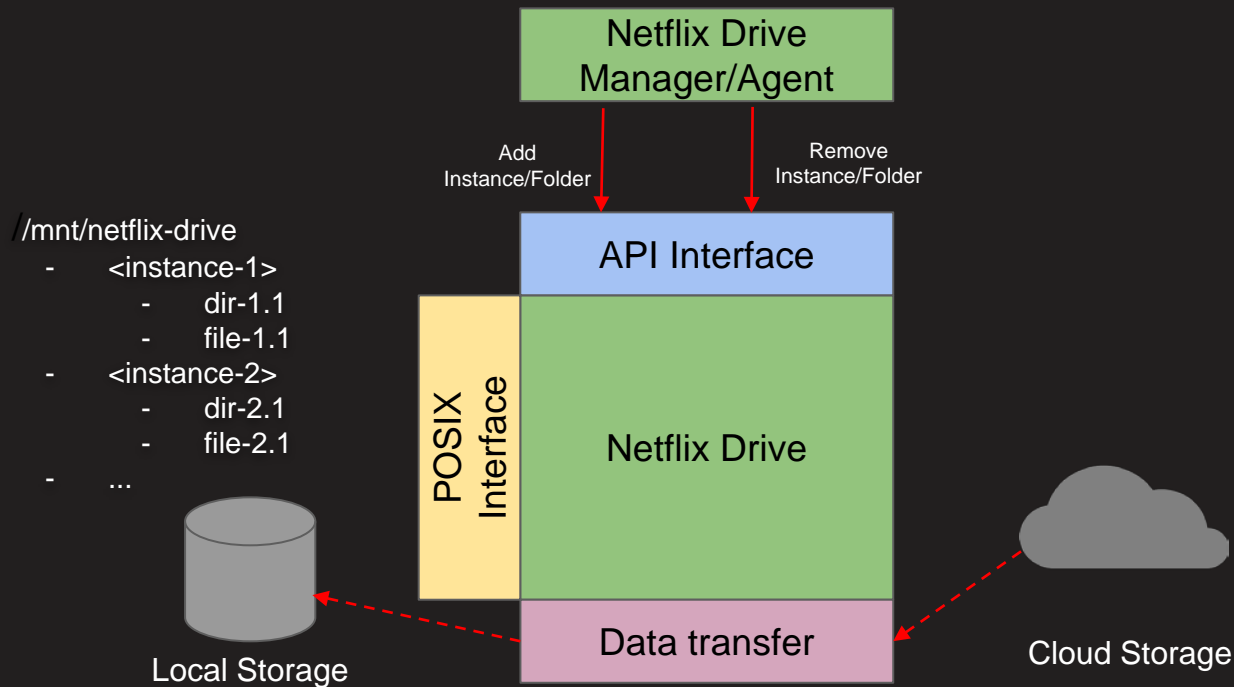 Netflix Drive
Manager/Agent
Add
Instance/Folder
Remove
Instance/Folder
//mnt/netflix-drive
- <instance-1>
- dir-1.1
- file-1.1
- <instance-2>
- dir-2.1
- file-2.1
- ...
API Interface
POSIX
Interface
Netflix Drive
Data transfer
Local Storage
Cloud Storage